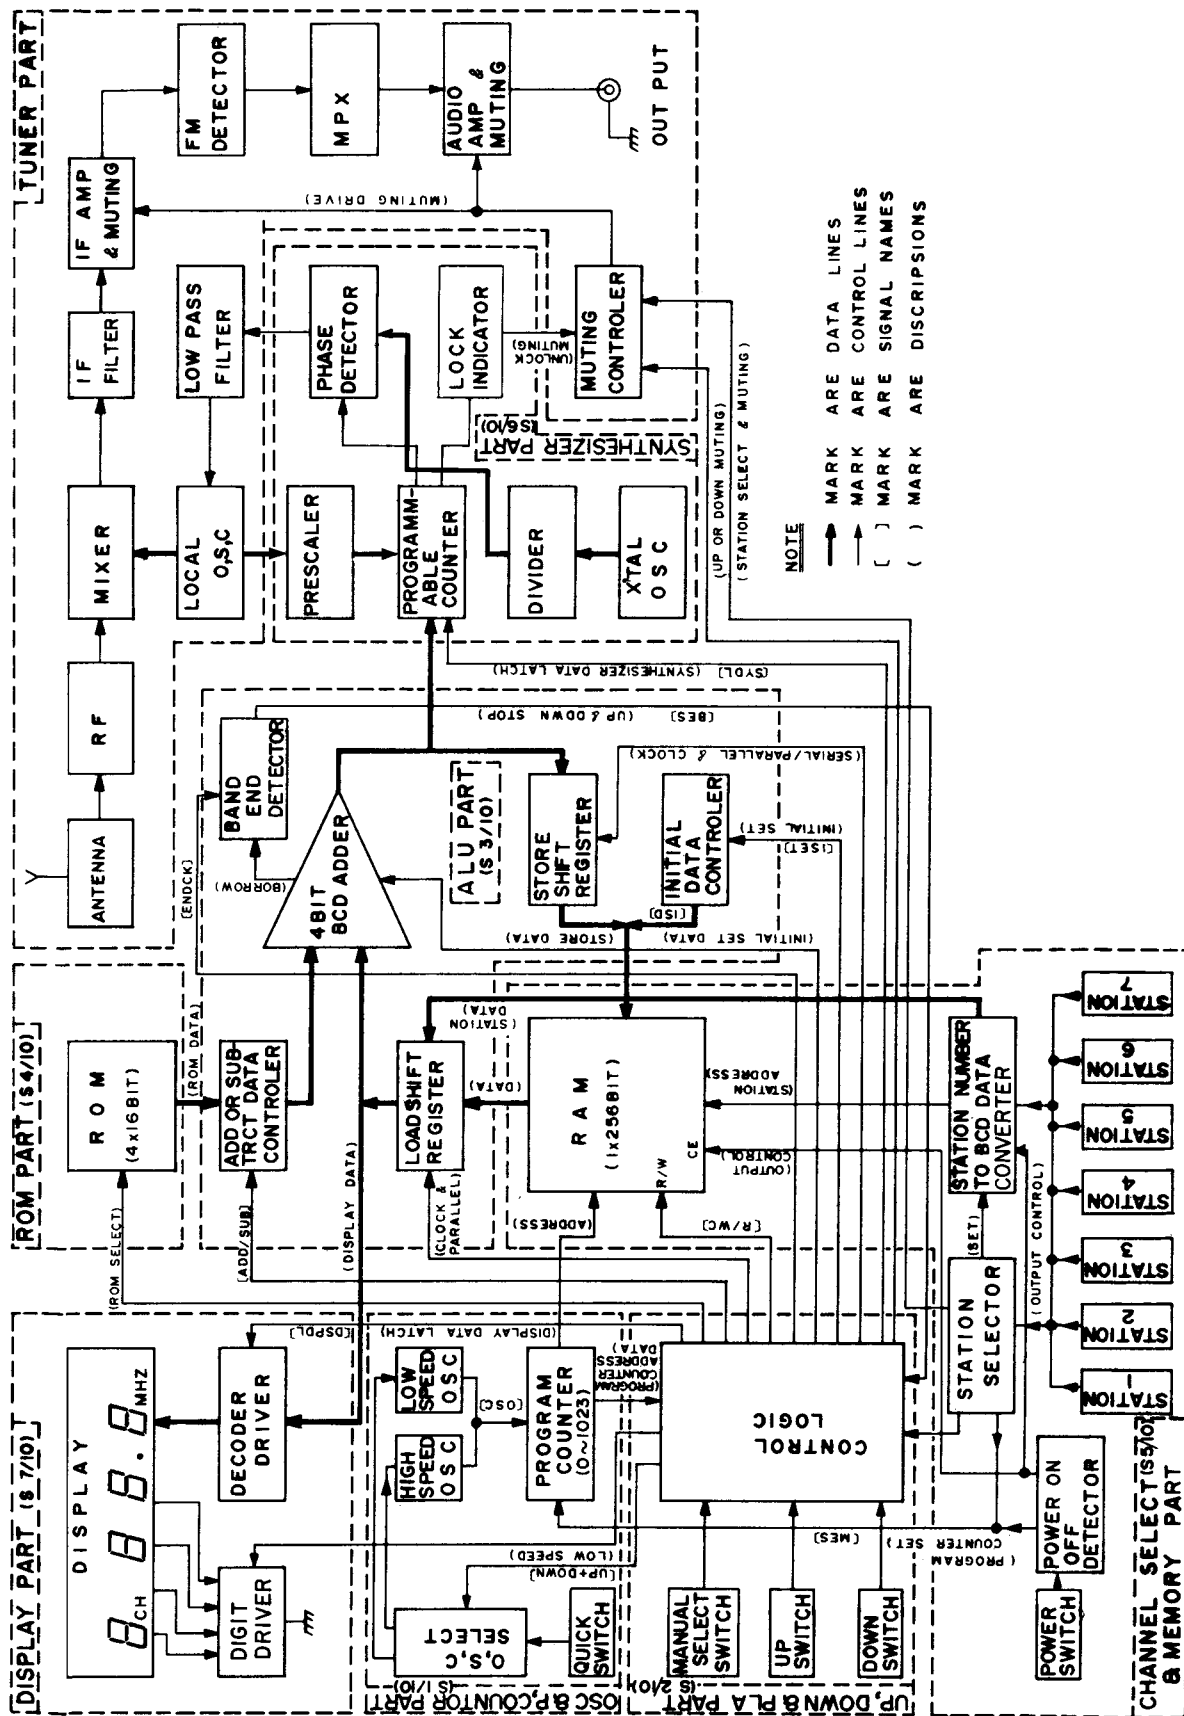 DISPLAY PART (S 7/10)
DISPLAY
CH
MHZ
DIGIT
DRIVER
DECODER
DRIVER
[DSPDL]
(DISPLAY DATA LATCH)
ROM PART (S 4/10)
ROM
(4x16BIT)
(ROM SELECT)
(ROM DATA)
[ADD/SUB]
ADD OR SUB-
TRCT DATA
CONTROLER
(DISPLAY DATA)
(CLOCK &
PARALLEL)
LOAD SHIFT
REGISTER
(STATION
DATA)
(DATA)
TUNER PART
ANTENNA
RF
MIXER
IF
FILTER
IF AMP
& MUTING
FM
DETECTOR
MPX
AUDIO
AMP &
MUTING
OUT PUT
(MUTING DRIVE)
LOW PASS
FILTER
LOCAL
O,S,C
PRESCALER
PROGRAMM-
ABLE
COUNTER
DIVIDER
X'TAL
OSC
PHASE
DETECTOR
LOCK
INDICATOR
(UNLOCK
MUTING)
MUTING
CONTROLER
SYNTHESIZER PART
(S6/10)
[ENDCK]
BAND
END
DETECTOR
(BORROW)
4BIT
BCD ADDER
ALU PART
(S 3/10)
(UP & DOWN STOP)
[BES]
[SYDL]
(SYNTHESIZER DATA LATCH)
STORE
SHIFT
REGISTER
(SERIAL/PARALLEL & CLOCK)
INITIAL
DATA
CONTROLER
[ISD]
[ISET]
(INITIAL SET)
(STORE DATA)
(INITIAL SET DATA)
OSC & P,COUNTOR PART
(S 1/10)
O,S,C
SELECT
QUICK
SWITCH
HIGH
SPEED
OSC
LOW
SPEED
OSC
[OSC]
PROGRAM
COUNTER
(0~1023)
(PROGRAM
COUNTER
ADDRESS
DATA)
(ADDRESS)
[R/WC]
RAM
(1x256BIT)
R/W
CE
(OUTPUT
CONTROL)
(STATION
ADDRESS)
(LOW SPEED)
[UP+DOWN]
UP, DOWN & PLA PART
(S 2/10)
MANUAL
SELECT
SWITCH
UP
SWITCH
DOWN
SWITCH
CONTROL
LOGIC
[MES]
(PROGRAM
COUNTER SET)
POWER
SWITCH
POWER ON
OFF
DETECTOR
STATION
SELECTOR
(SET)
STATION NUMBER
TO BCD DATA
CONVERTER
(OUTPUT CONTROL)
STATION
1
STATION
2
STATION
3
STATION
4
STATION
5
STATION
6
STATION
7
CHANNEL SELECT (S5/10)
& MEMORY PART
(UP OR DOWN MUTING)
(STATION SELECT & MUTING)
NOTE
MARK ARE DATA LINES
MARK ARE CONTROL LINES
[ ] MARK ARE SIGNAL NAMES
( ) MARK ARE DISCRIPSIONS